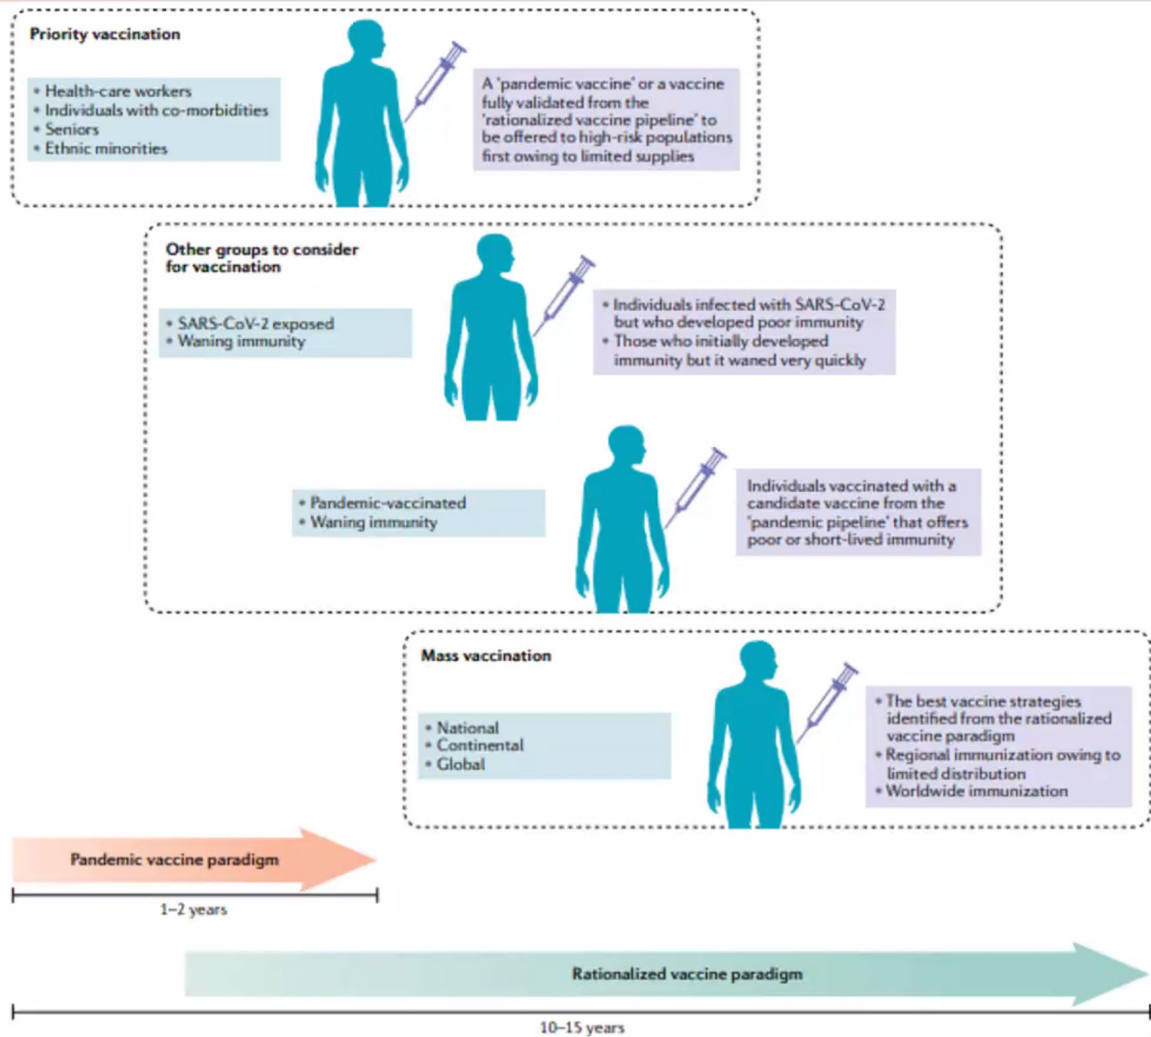 Priority vaccination
• Health-care workers
• Individuals with co-morbidities
• Seniors
• Ethnic minorities
A 'pandemic vaccine' or a vaccine
fully validated from the
'rationalized vaccine pipeline' to
be offered to high-risk populations
first owing to limited supplies
Other groups to consider
for vaccination
• SARS-CoV-2 exposed
• Waning immunity
• Individuals infected with SARS-CoV-2
but who developed poor immunity
• Those who initially developed
immunity but it waned very quickly
• Pandemic-vaccinated
• Waning immunity
Individuals vaccinated with a
candidate vaccine from the
'pandemic pipeline' that offers
poor or short-lived immunity
Mass vaccination
• National
• Continental
• Global
• The best vaccine strategies
identified from the rationalized
vaccine paradigm
• Regional immunization owing to
limited distribution
• Worldwide immunization
Pandemic vaccine paradigm
1–2 years
Rationalized vaccine paradigm
10–15 years